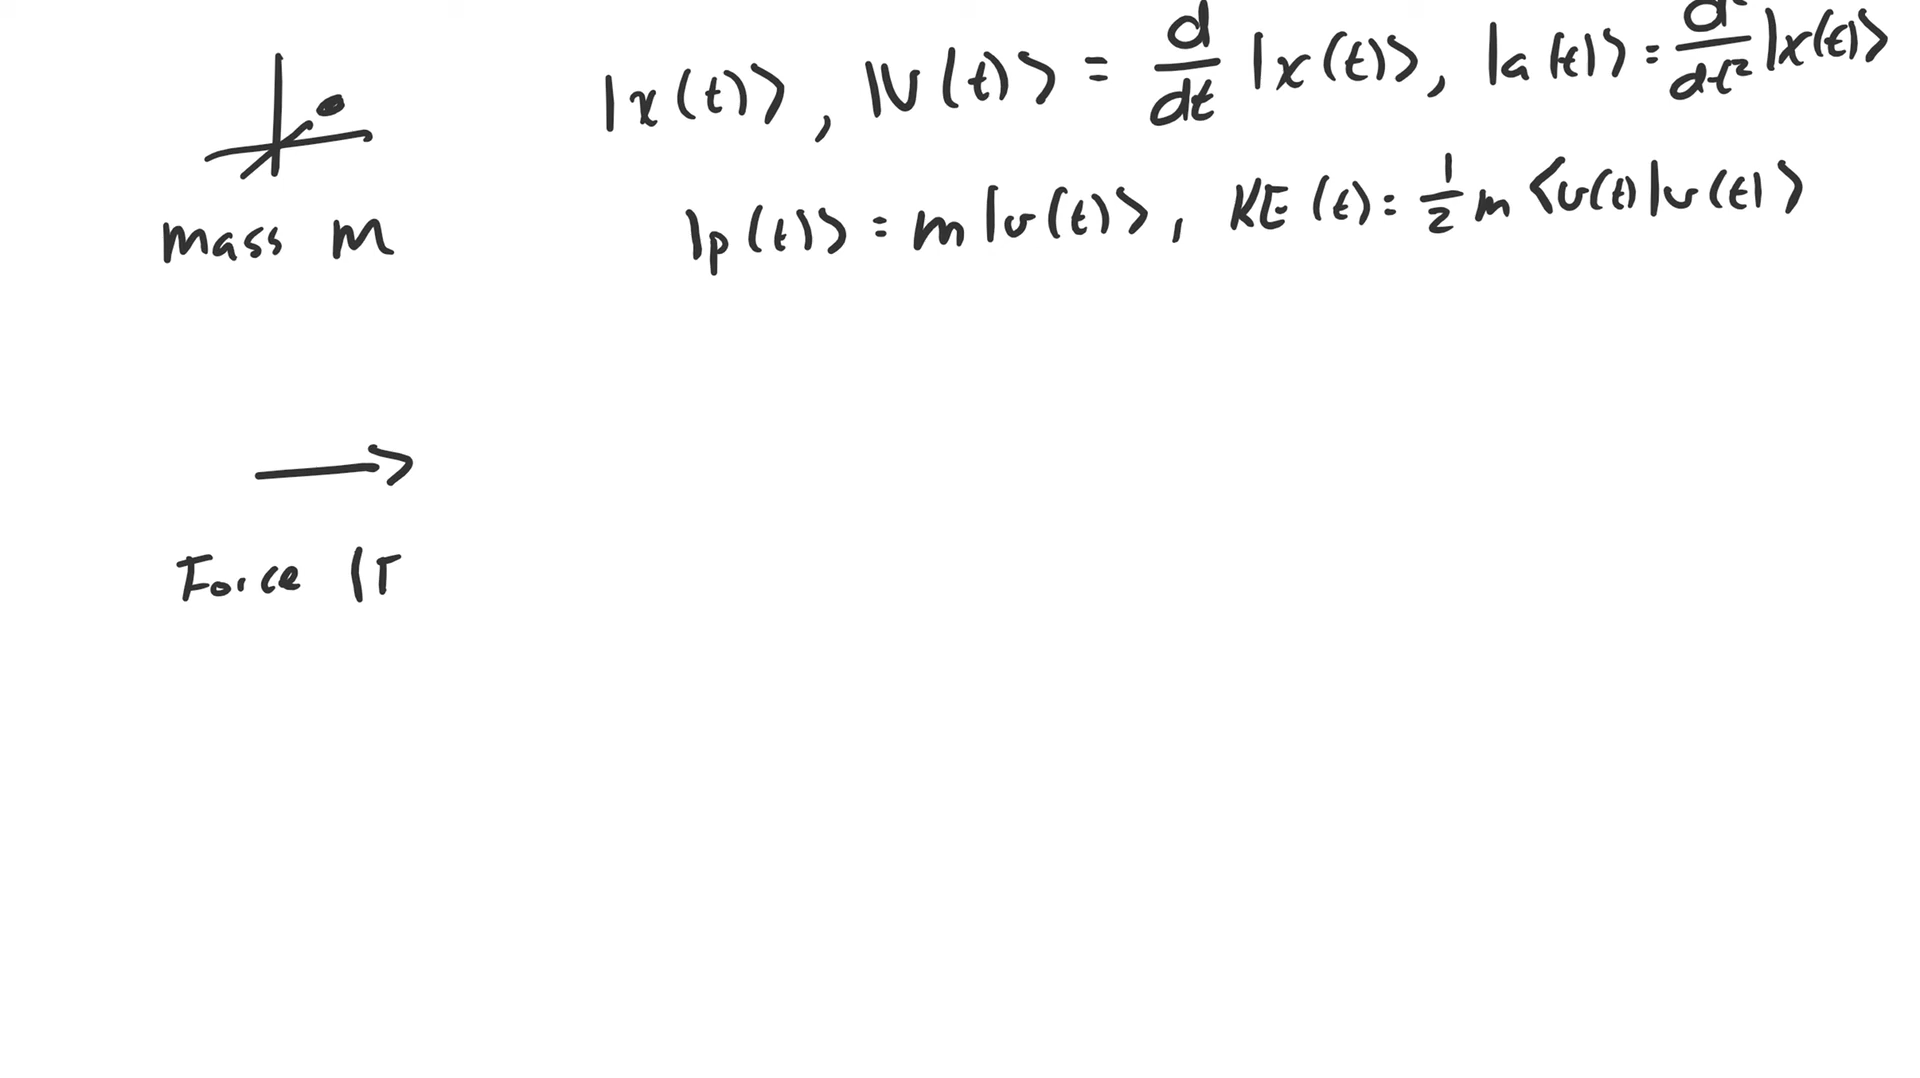 |x(t)⟩, |v(t)⟩ = d/dt |x(t)⟩, |a(t)⟩ = d²/dt² |x(t)⟩
mass m
|p(t)⟩ = m|v(t)⟩, KE(t) = 1/2 m ⟨v(t)|v(t)⟩
Force